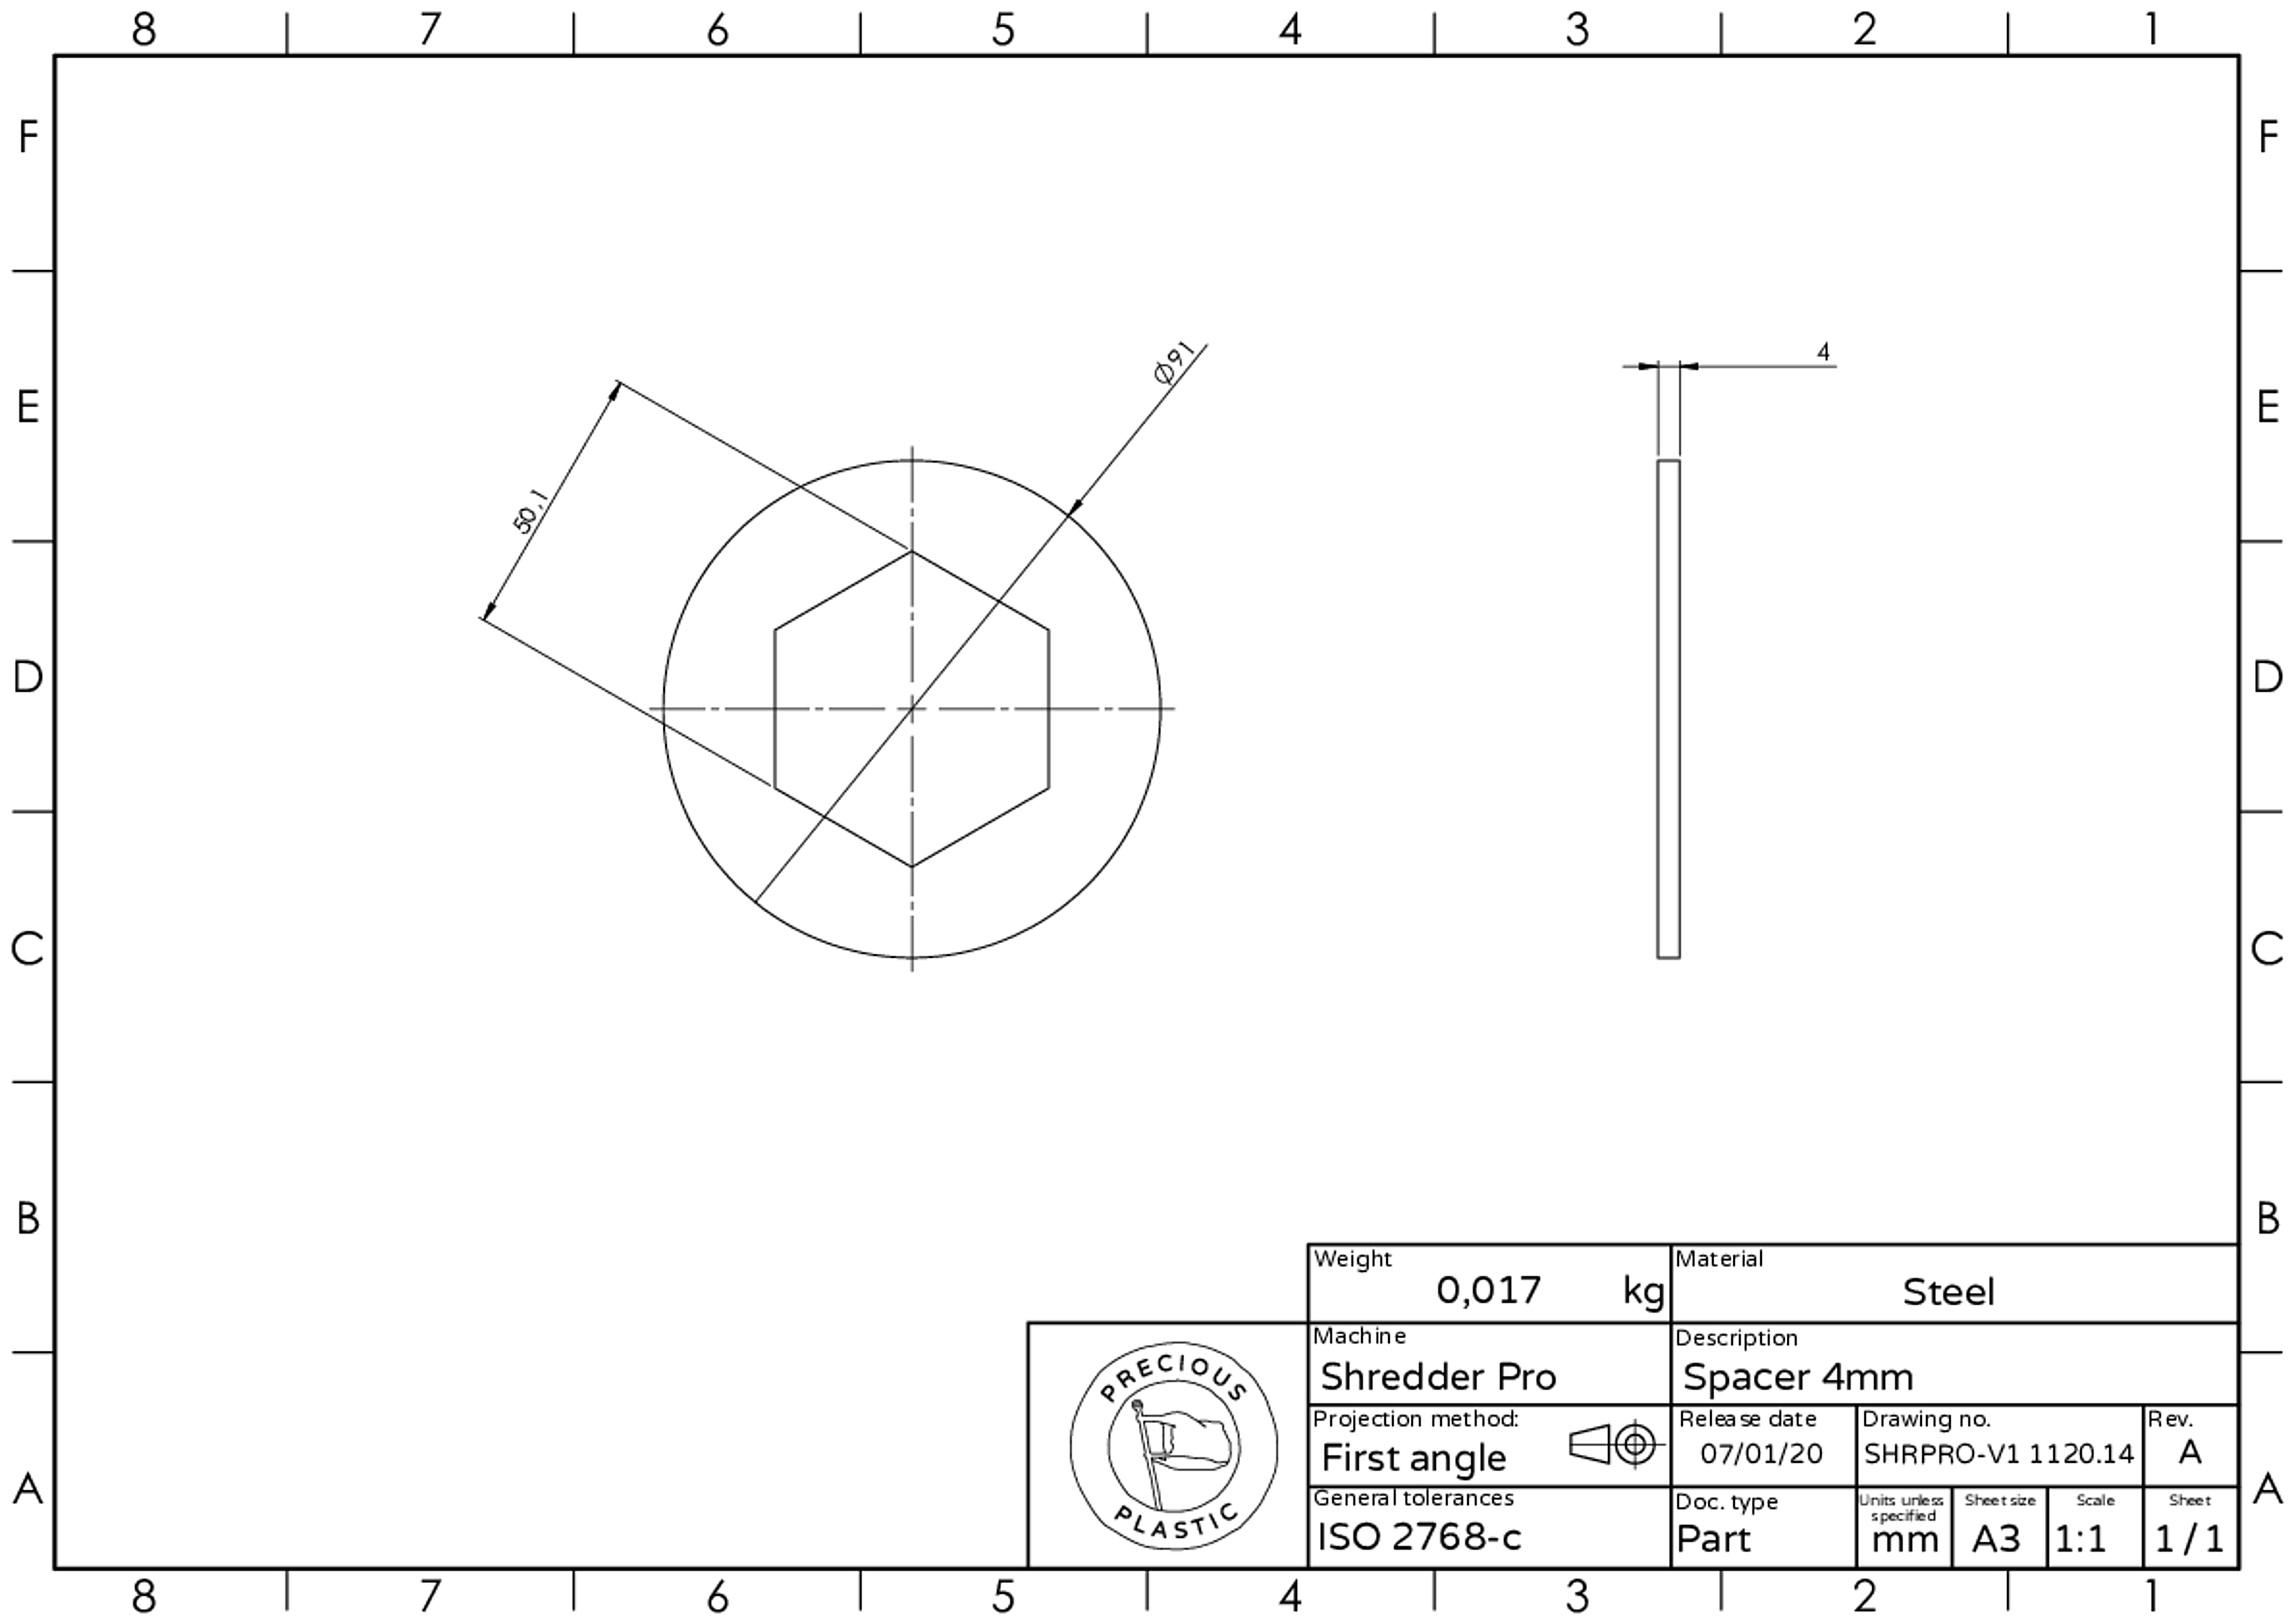 8 7 6 5 4 3 2 1
F F
E E
D D
C C
B B
A A
50,1
Ø91
4
Weight
0,017 kg
Material
Steel
Machine
Shredder Pro
Description
Spacer 4mm
Projection method:
First angle
Release date
07/01/20
Drawing no.
SHRPRO-V1 1120.14
Rev.
A
General tolerances
ISO 2768-c
Doc. type
Part
Units unless
specified
mm
Sheet size
A3
Scale
1:1
Sheet
1 / 1
PRECIOUS
PLASTIC
8 7 6 5 4 3 2 1